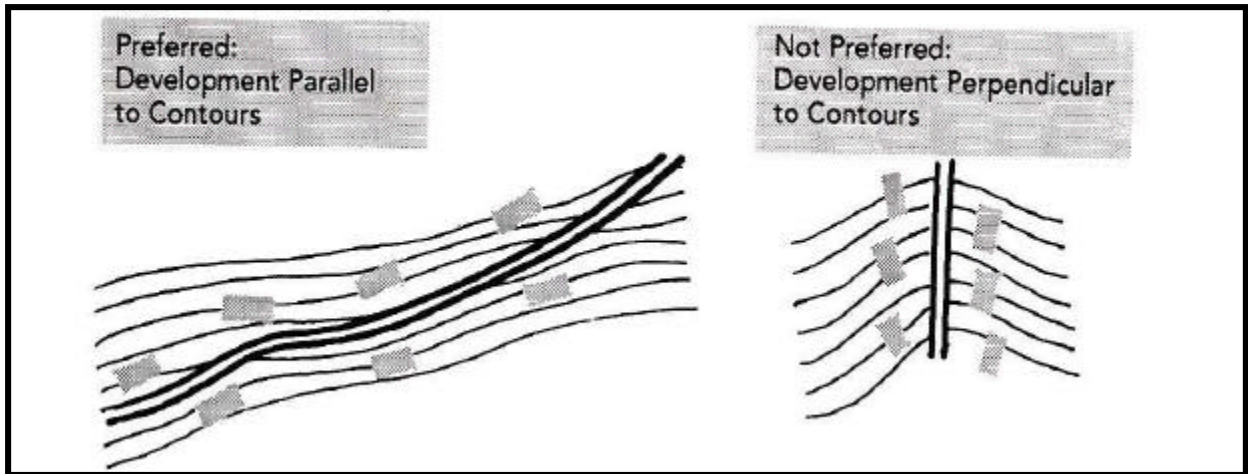 Preferred:
Development Parallel
to Contours
Not Preferred:
Development Perpendicular
to Contours